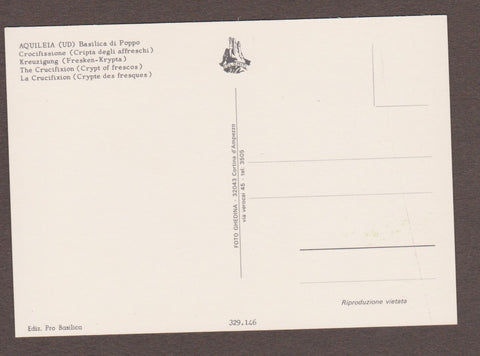 AQUILEIA (UD) Basilica di Poppo
Crocifissione (Cripta degli affreschi)
Kreuzigung (Fresken-Krypta)
The Crucifixion (Crypt of frescos)
La Crucifixion (Crypte des fresques)
FOTO GHEDINA - 32043 Cortina d'Ampezzo
via verocai 45 - tel. 3505
Riproduzione vietata
Ediz. Pro Basilica
329.146